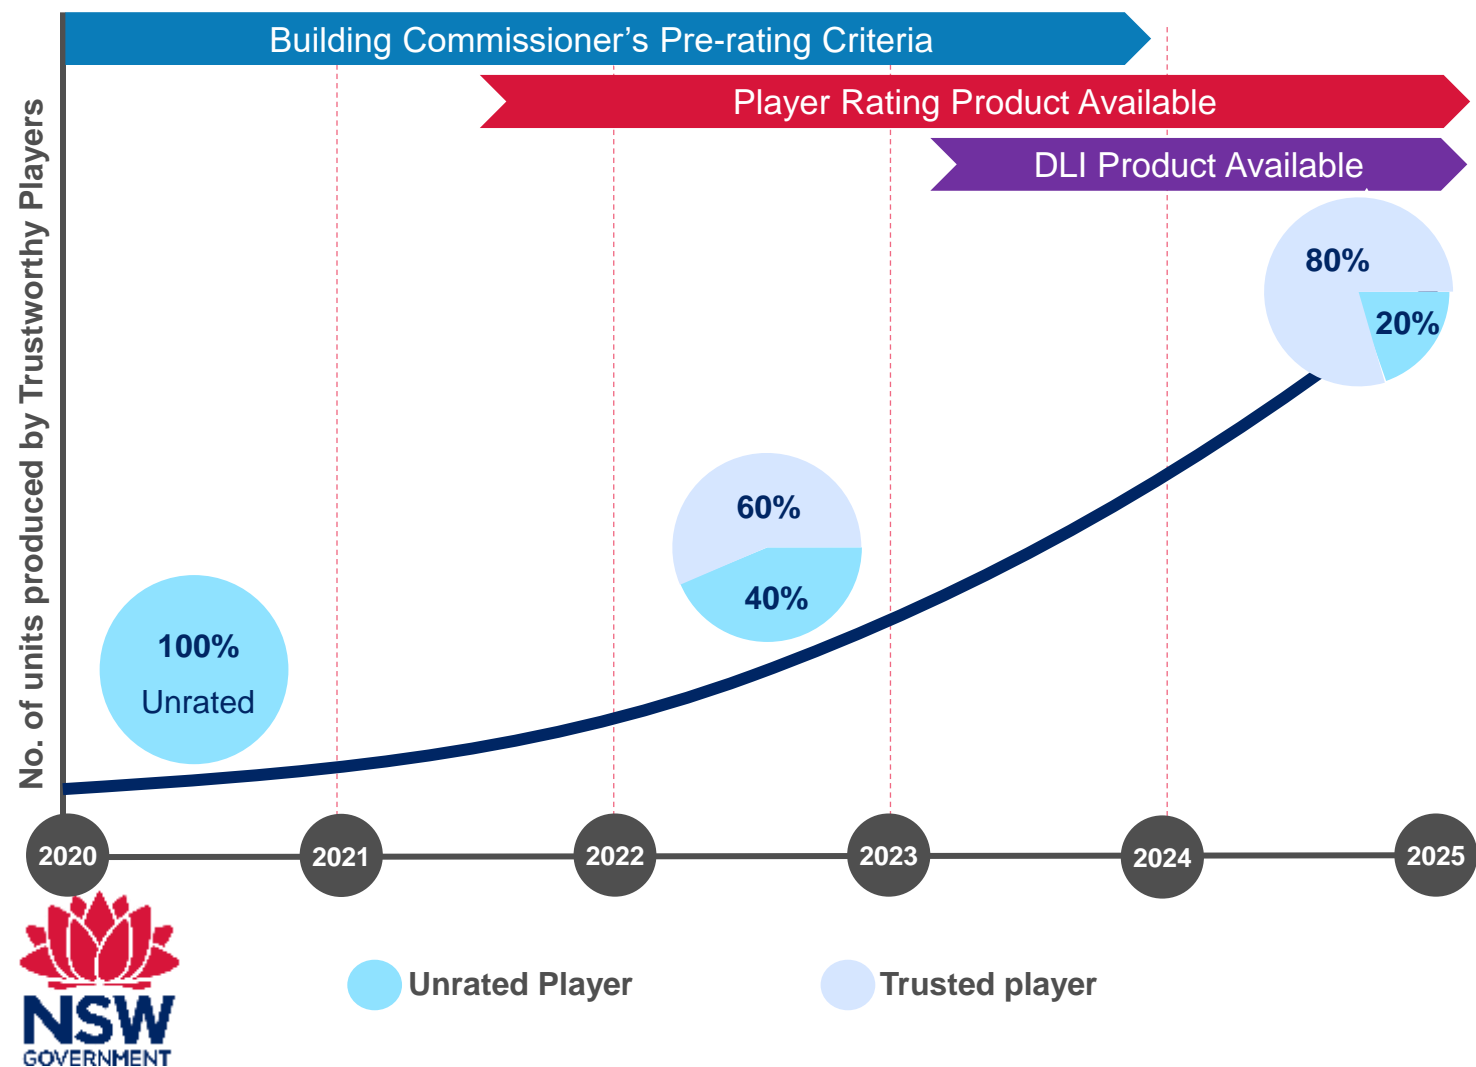 Building Commissioner’s Pre-rating Criteria
Player Rating Product Available
DLI Product Available
No. of units produced by Trustworthy Players
80%
20%
60%
40%
100%
Unrated
2020
2021
2022
2023
2024
2025
Unrated Player
Trusted player
NSW
GOVERNMENT